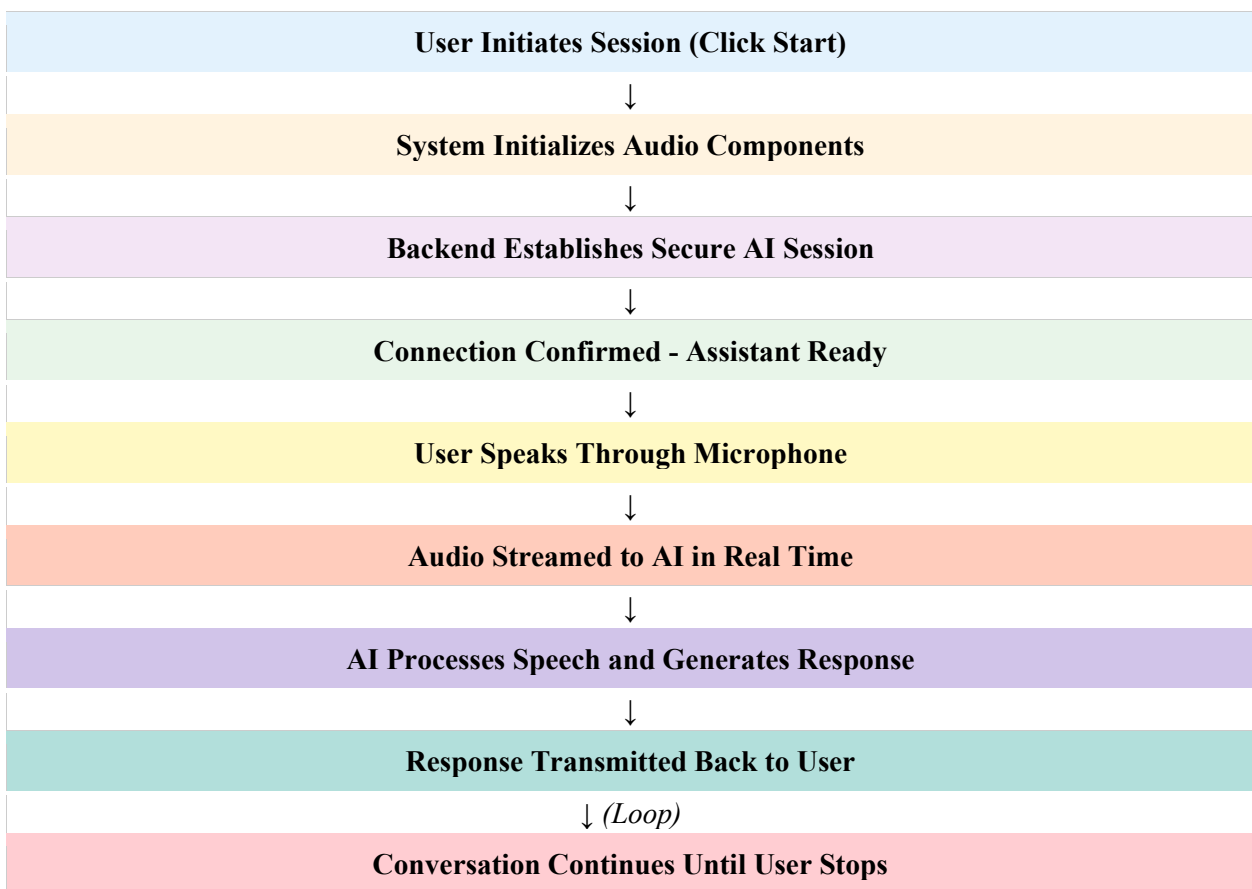 User Initiates Session (Click Start)
↓
System Initializes Audio Components
↓
Backend Establishes Secure AI Session
↓
Connection Confirmed - Assistant Ready
↓
User Speaks Through Microphone
↓
Audio Streamed to AI in Real Time
↓
AI Processes Speech and Generates Response
↓
Response Transmitted Back to User
↓ (Loop)
Conversation Continues Until User Stops